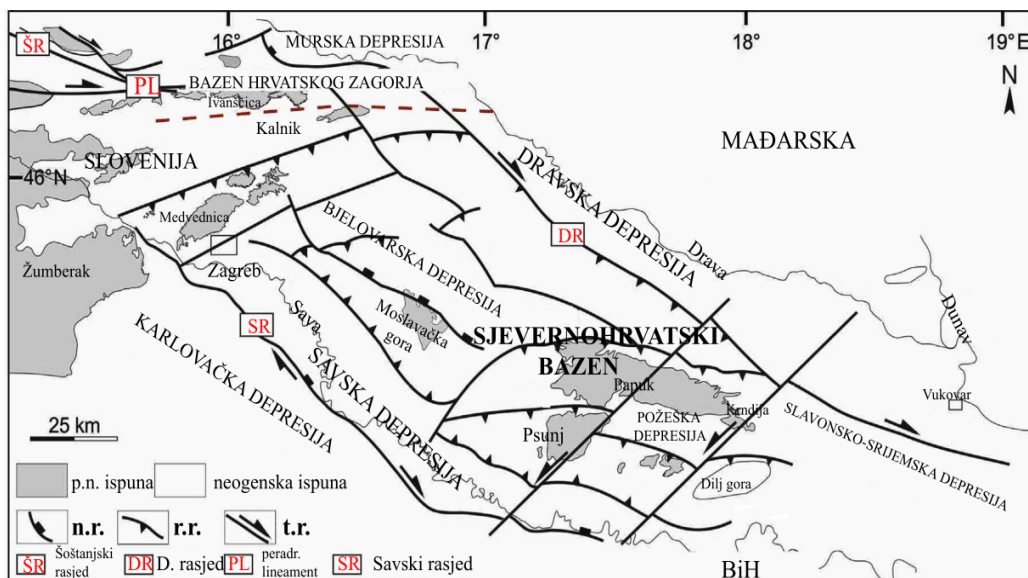 16°
17°
18°
19°E
ŠR
MURSKA DEPRESIJA
N
PL
BAZEN HRVATSKOG ZAGORJA
Ivanščica
Kalnik
MAĐARSKA
SLOVENIJA
46°N
DRAVSKA DEPRESIJA
Medvednica
BJELOVARSKA DEPRESIJA
DR
Drava
Žumberak
Zagreb
Dunav
Sava
Moslavačka
gora
SR
SJEVERNOHRVATSKI
BAZEN
KARLOVAČKA DEPRESIJA
SAVSKA DEPRESIJA
Papuk
Vukovar
Krndija
SLAVONSKO-SRIJEMSKA DEPRESIJA
25 km
Psunj
POŽEŠKA
DEPRESIJA
Dilj gora
p.n. ispuna
neogenska ispuna
n.r.
r.r.
t.r.
ŠR Šoštanjski
rasjed
DR D. rasjed
PL peradr.
lineament
SR Savski rasjed
BiH